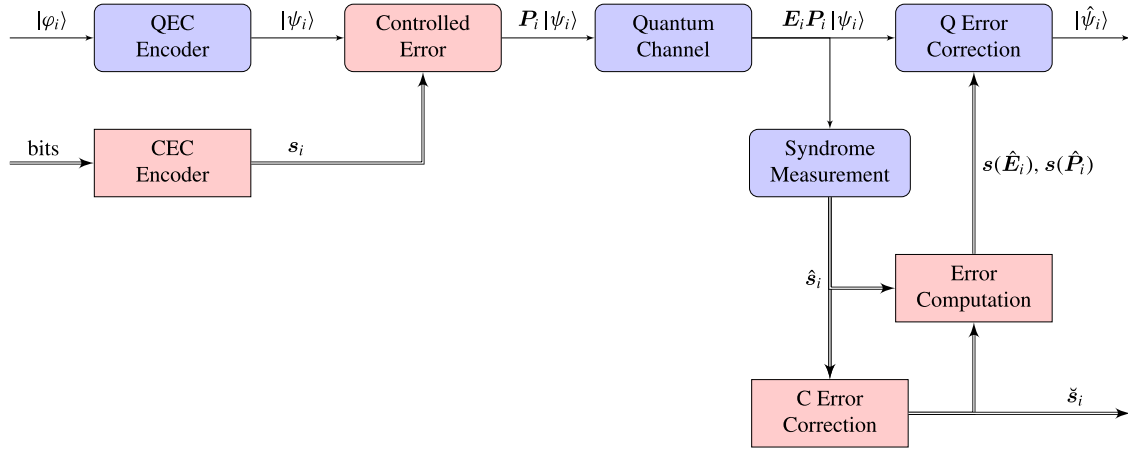 |φᵢ⟩
QEC
Encoder
|ψᵢ⟩
Controlled
Error
Pᵢ |ψᵢ⟩
Quantum
Channel
EᵢPᵢ |ψᵢ⟩
Q Error
Correction
|ψ̂ᵢ⟩
bits
CEC
Encoder
sᵢ
Syndrome
Measurement
s(Êᵢ), s(P̂ᵢ)
ŝᵢ
Error
Computation
C Error
Correction
s̆ᵢ